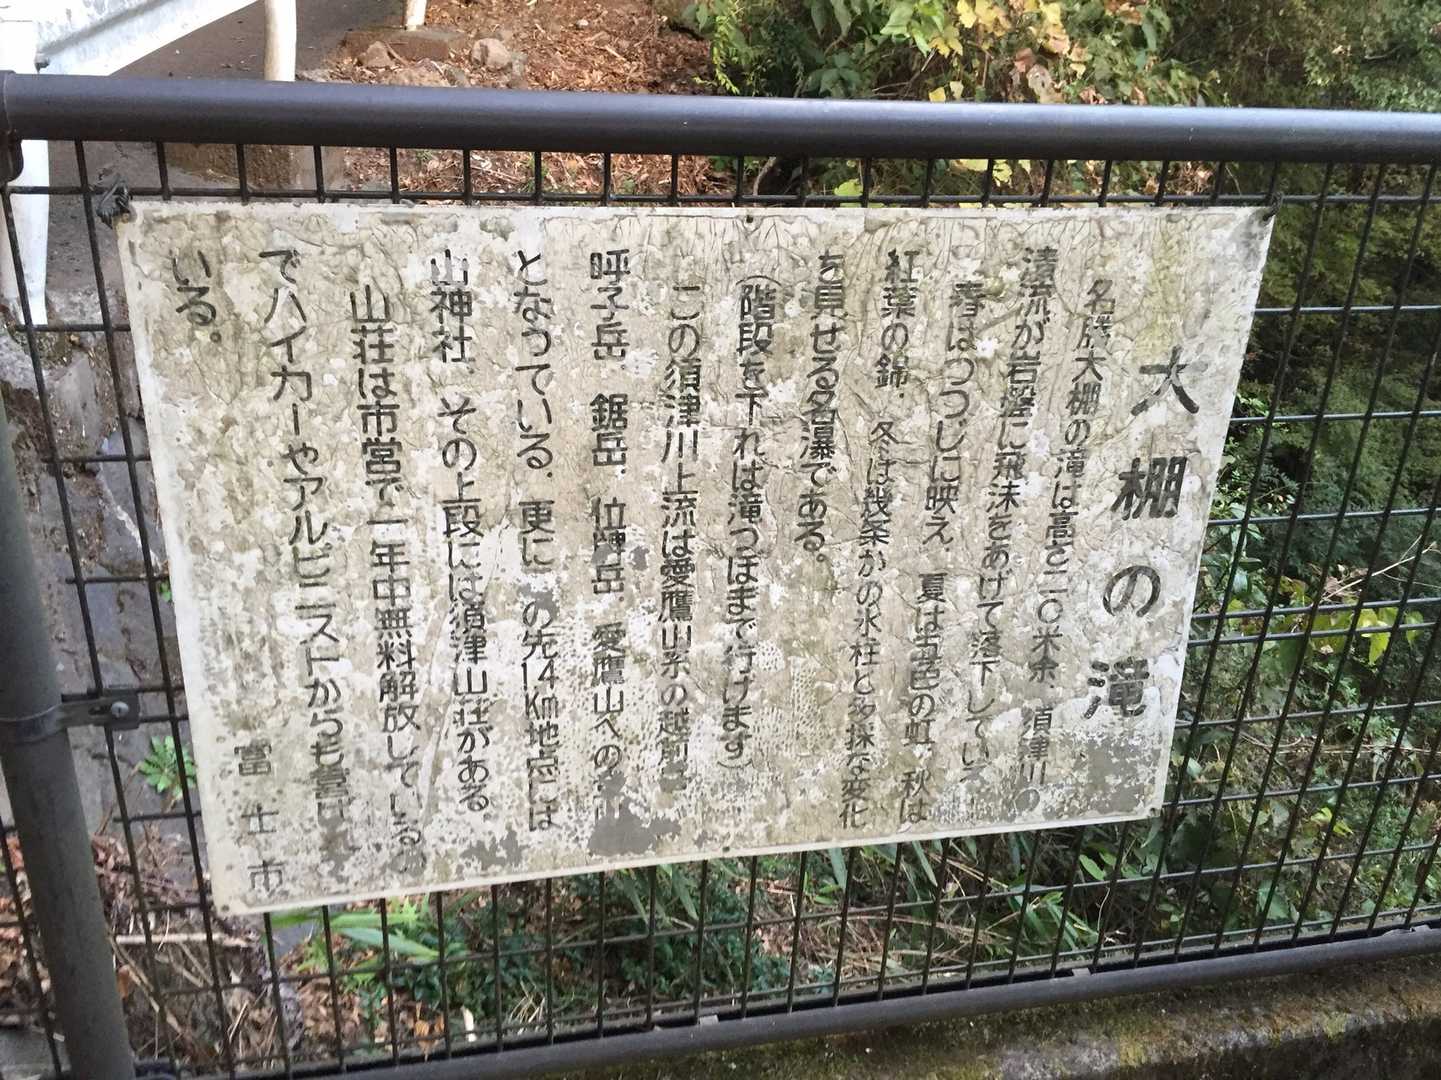 大棚の滝
名勝大棚の滝は高さ二〇米余、須津川の
清流が岩盤に飛沫をあげて落下している
春はつつじに映え、夏は五色の虹、秋は
紅葉の錦、冬は幾条かの氷柱と多採な変化
を見せる名瀑である。
(階段を下れば滝つぼまで行けます)
この須津川上流は愛鷹山系の越前岳
呼子岳、鋸岳、位牌岳、愛鷹山への
となっている、更に の先1.4Km地点には
山神社、その上段には須津山荘がある。
山荘は市営で一年中無料解放しているの
でハイカーやアルピニストからも喜ばれて
いる。
富士市